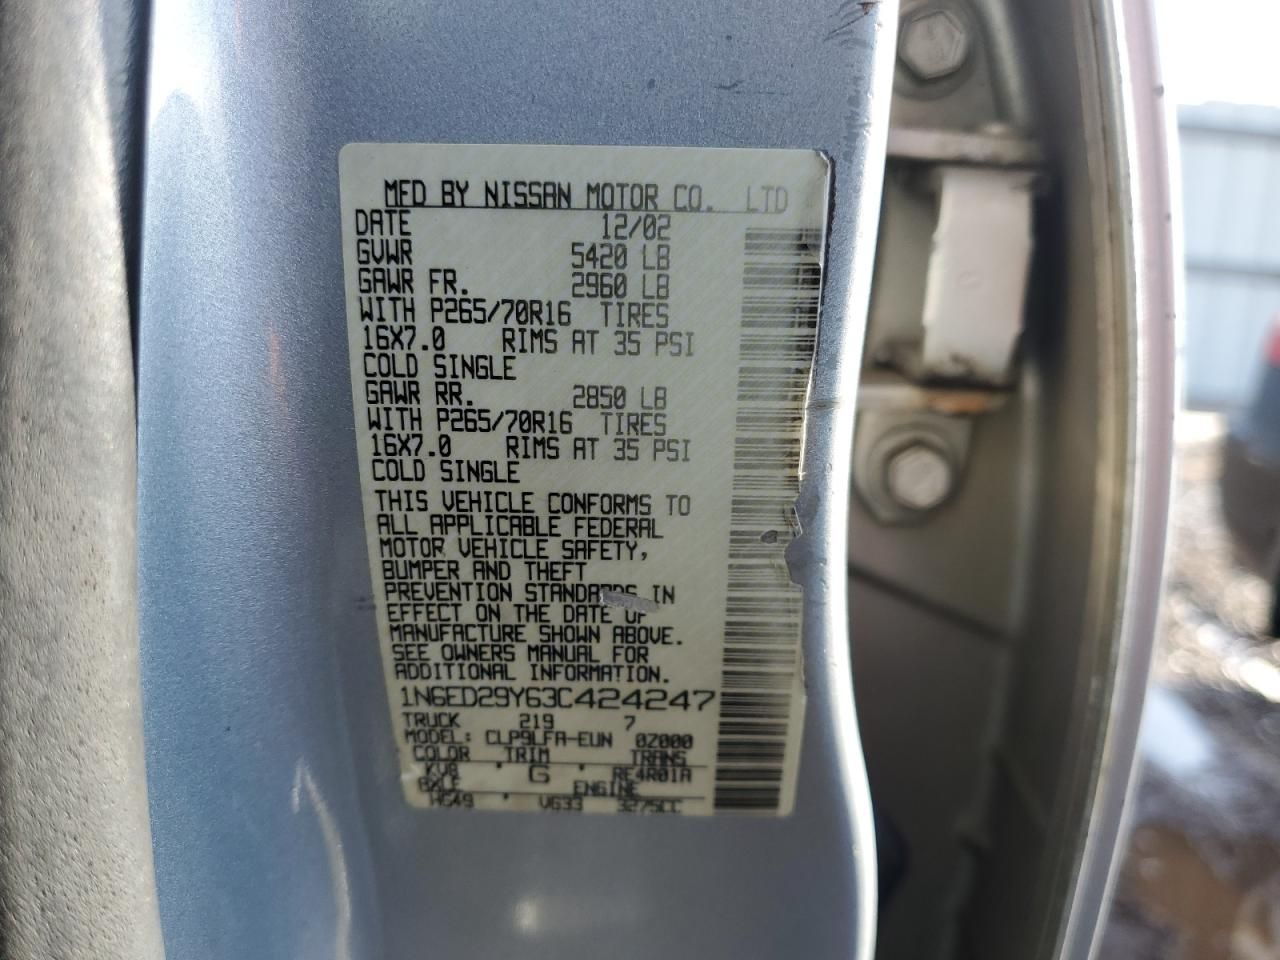 MFD BY NISSAN MOTOR CO. LTD
DATE 12/02
GVWR 5420 LB
GAWR FR. 2960 LB
WITH P265/70R16 TIRES
16X7.0 RIMS AT 35 PSI
COLD SINGLE
GAWR RR. 2850 LB
WITH P265/70R16 TIRES
16X7.0 RIMS AT 35 PSI
COLD SINGLE
THIS VEHICLE CONFORMS TO
ALL APPLICABLE FEDERAL
MOTOR VEHICLE SAFETY,
BUMPER AND THEFT
PREVENTION STANDARDS IN
EFFECT ON THE DATE OF
MANUFACTURE SHOWN ABOVE.
SEE OWNERS MANUAL FOR
ADDITIONAL INFORMATION.
1N6ED29Y63C424247
TRUCK 219 7
MODEL: CLP9LFA-EUN 0Z000
COLOR TRIM TRANS
KV8 ' G ' RE4R01A
AXLE ENGINE
HG49 ' VG33 3275CC